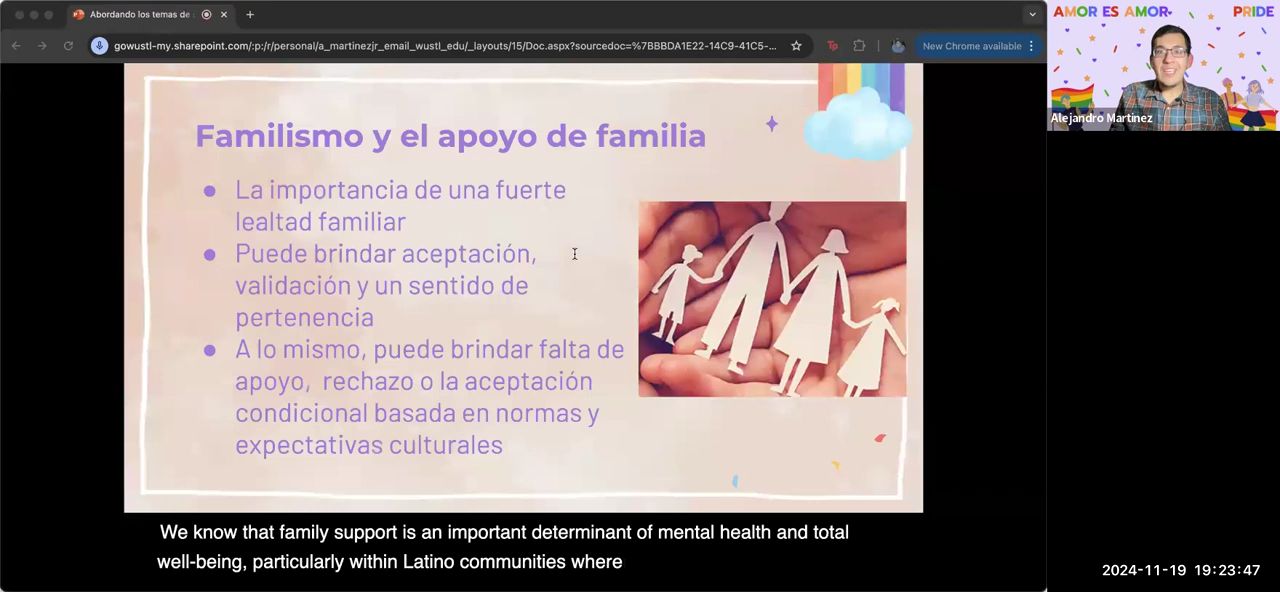 Abordando los temas de
gowustl-my.sharepoint.com/:p:/r/personal/a_martinezjr_email_wustl_edu/_layouts/15/Doc.aspx?sourcedoc=%7BBBDA1E22-14C9-41C5-...
Tp
New Chrome available
AMOR ES AMOR
PRIDE
Alejandro Martinez
Familismo y el apoyo de familia
La importancia de una fuerte
lealtad familiar
Puede brindar aceptación,
validación y un sentido de
pertenencia
A lo mismo, puede brindar falta de
apoyo, rechazo o la aceptación
condicional basada en normas y
expectativas culturales
We know that family support is an important determinant of mental health and total
well-being, particularly within Latino communities where
2024-11-19 19:23:47